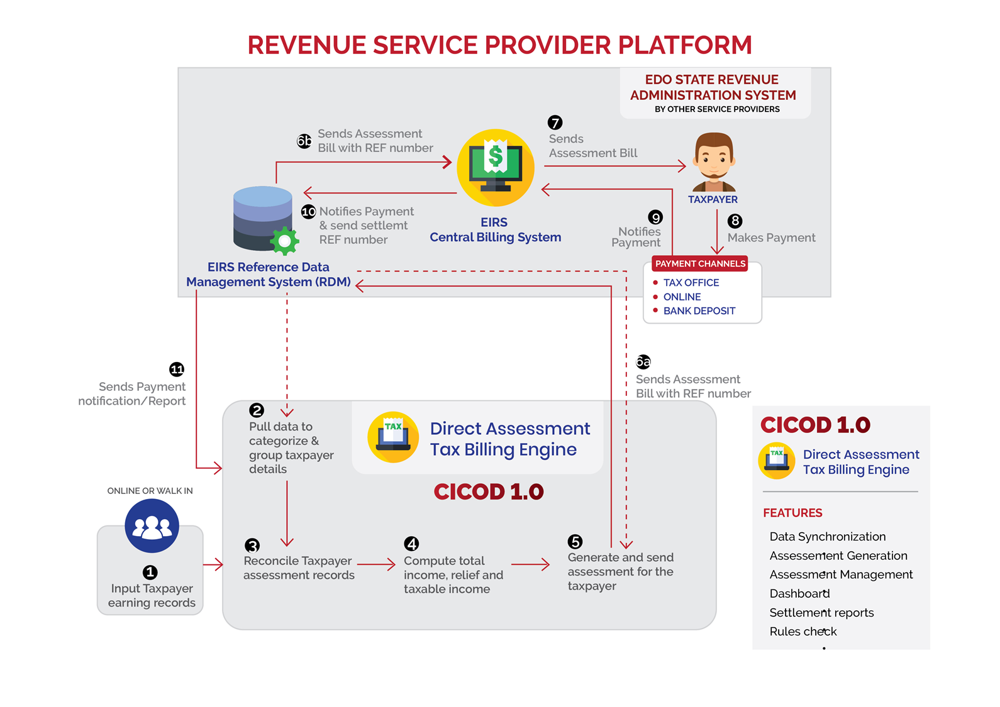 REVENUE SERVICE PROVIDER PLATFORM
EDO STATE REVENUE
ADMINISTRATION SYSTEM
BY OTHER SERVICE PROVIDERS
6b
Sends Assessment
Bill with REF number
$
7
Sends
Assessment Bill
TAXPAYER
10
Notifies Payment
& send settlemt
REF number
EIRS
Central Billing System
9
Notifies
Payment
8
Makes Payment
EIRS Reference Data
Management System (RDM)
PAYMENT CHANNELS
• TAX OFFICE
• ONLINE
• BANK DEPOSIT
11
Sends Payment
notification/Report
6a
Sends Assessment
Bill with REF number
2
Pull data to
categorize &
group taxpayer
details
TAX
Direct Assessment
Tax Billing Engine
CICOD 1.0
ONLINE OR WALK IN
1
Input Taxpayer
earning records
3
Reconcile Taxpayer
assessment records
4
Compute total
income, relief and
taxable income
5
Generate and send
assessment for the
taxpayer
CICOD 1.0
TAX
Direct Assessment
Tax Billing Engine
FEATURES
Data Synchronization
Assessement Generation
Assessment Management
Dashboard
Settlement reports
Rules check